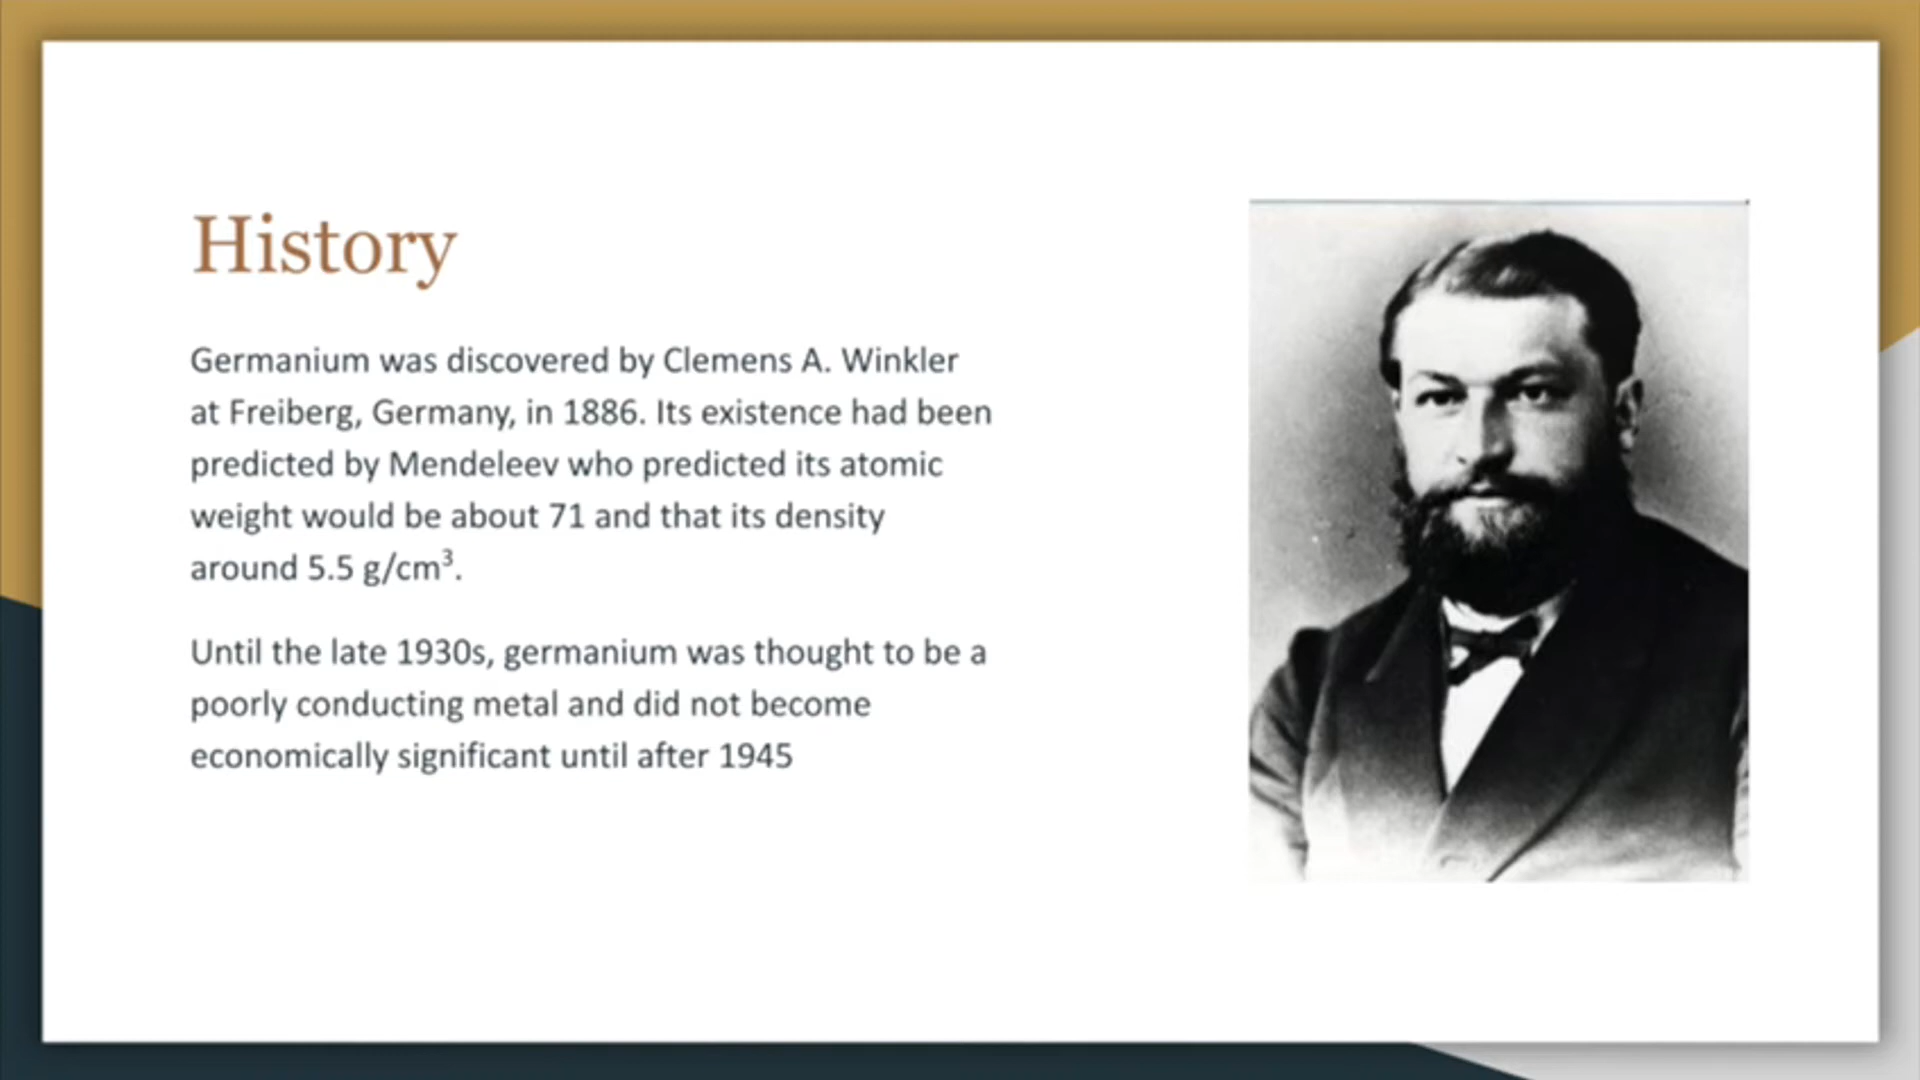 History
Germanium was discovered by Clemens A. Winkler
at Freiberg, Germany, in 1886. Its existence had been
predicted by Mendeleev who predicted its atomic
weight would be about 71 and that its density
around 5.5 g/cm³.
Until the late 1930s, germanium was thought to be a
poorly conducting metal and did not become
economically significant until after 1945